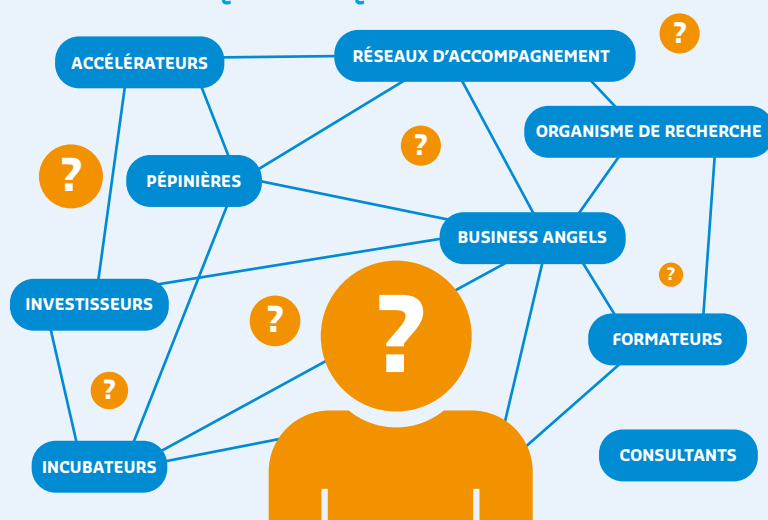 ACCÉLÉRATEURS
RÉSEAUX D'ACCOMPAGNEMENT
?
ORGANISME DE RECHERCHE
?
?
PÉPINIÈRES
BUSINESS ANGELS
?
INVESTISSEURS
?
?
FORMATEURS
?
CONSULTANTS
INCUBATEURS